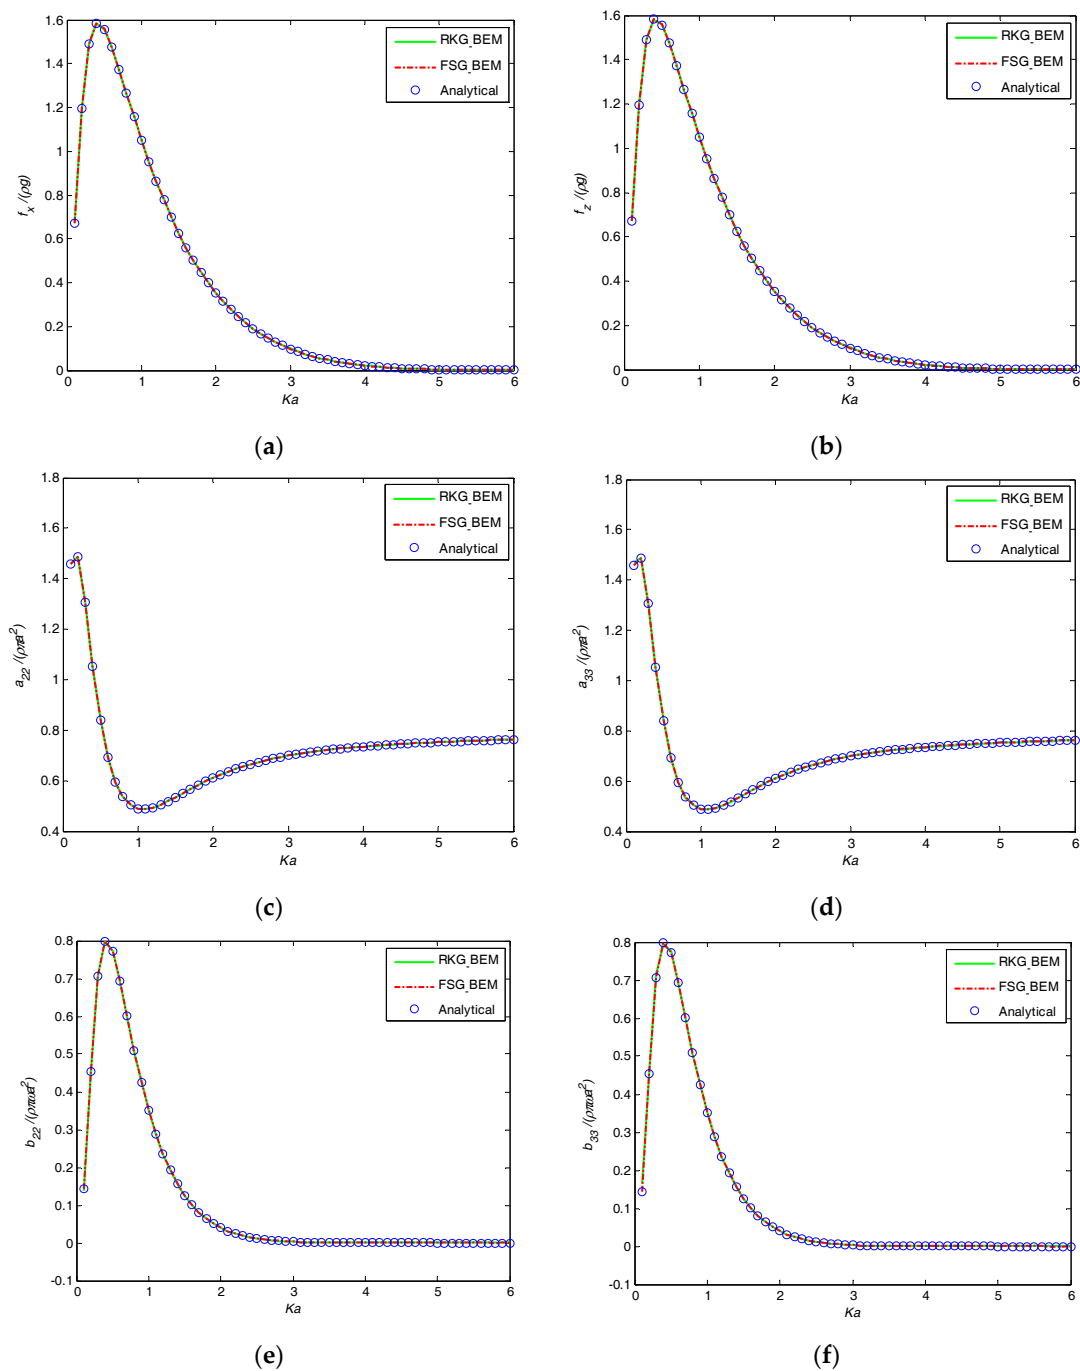 1.6
1.4
1.2
1
0.8
0.6
0.4
0.2
0
f_x /(ρg)
RKG_BEM
FSG_BEM
Analytical
0 1 2 3 4 5 6
Ka
(a)
1.6
1.4
1.2
1
0.8
0.6
0.4
0.2
0
f_z /(ρg)
RKG_BEM
FSG_BEM
Analytical
0 1 2 3 4 5 6
Ka
(b)
1.8
1.6
1.4
1.2
1
0.8
0.6
0.4
a_22 /(ρπa²)
RKG_BEM
FSG_BEM
Analytical
0 1 2 3 4 5 6
Ka
(c)
1.8
1.6
1.4
1.2
1
0.8
0.6
0.4
a_33 /(ρπa²)
RKG_BEM
FSG_BEM
Analytical
0 1 2 3 4 5 6
Ka
(d)
0.8
0.7
0.6
0.5
0.4
0.3
0.2
0.1
0
-0.1
b_22 /(ρπωa²)
RKG_BEM
FSG_BEM
Analytical
0 1 2 3 4 5 6
Ka
(e)
0.8
0.7
0.6
0.5
0.4
0.3
0.2
0.1
0
-0.1
b_33 /(ρπωa²)
RKG_BEM
FSG_BEM
Analytical
0 1 2 3 4 5 6
Ka
(f)